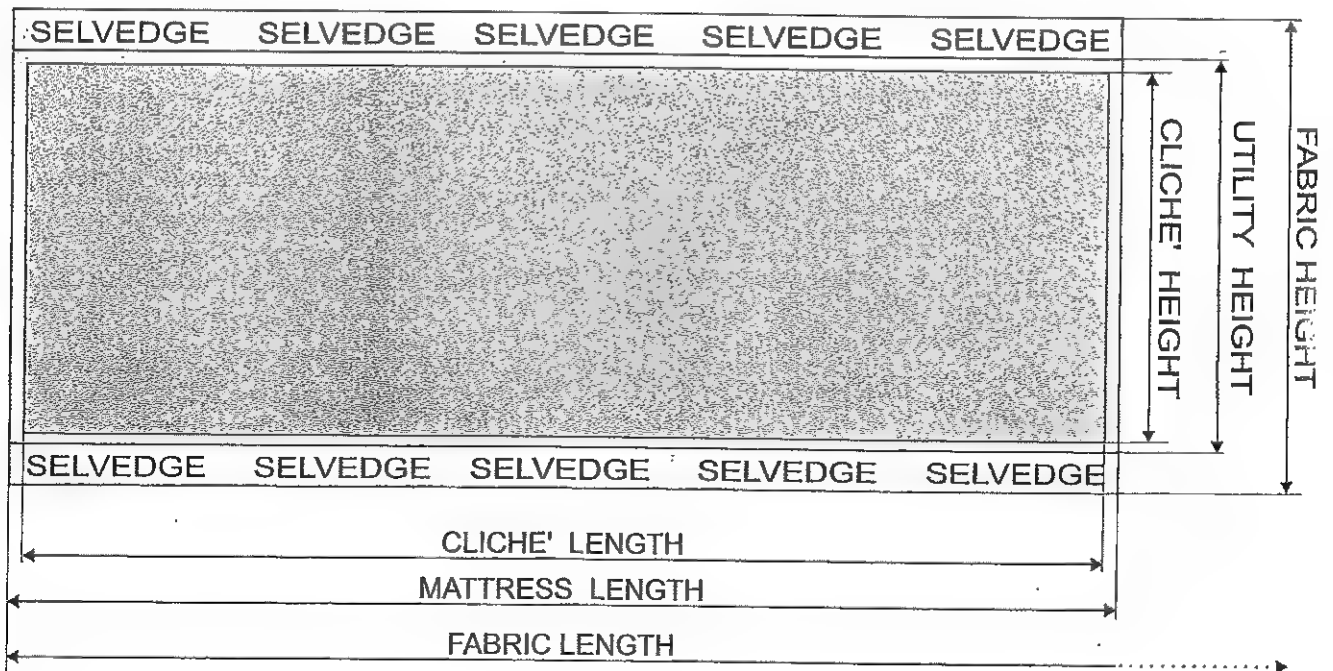 SELVEDGE SELVEDGE SELVEDGE SELVEDGE SELVEDGE
CLICHE' HEIGHT
UTILITY HEIGHT
FABRIC HEIGHT
SELVEDGE SELVEDGE SELVEDGE SELVEDGE SELVEDGE
CLICHE' LENGTH
MATTRESS LENGTH
FABRIC LENGTH